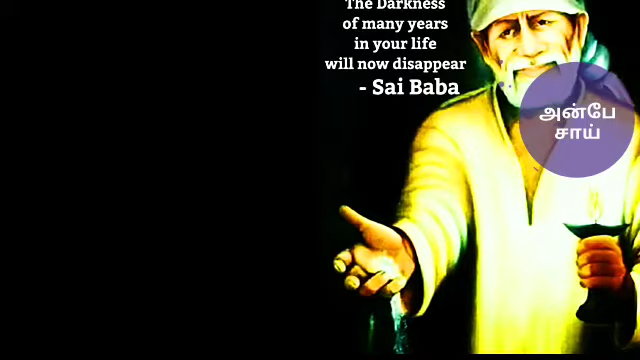 The Darkness
of many years
in your life
will now disappear
- Sai Baba
அன்பே
சாய்